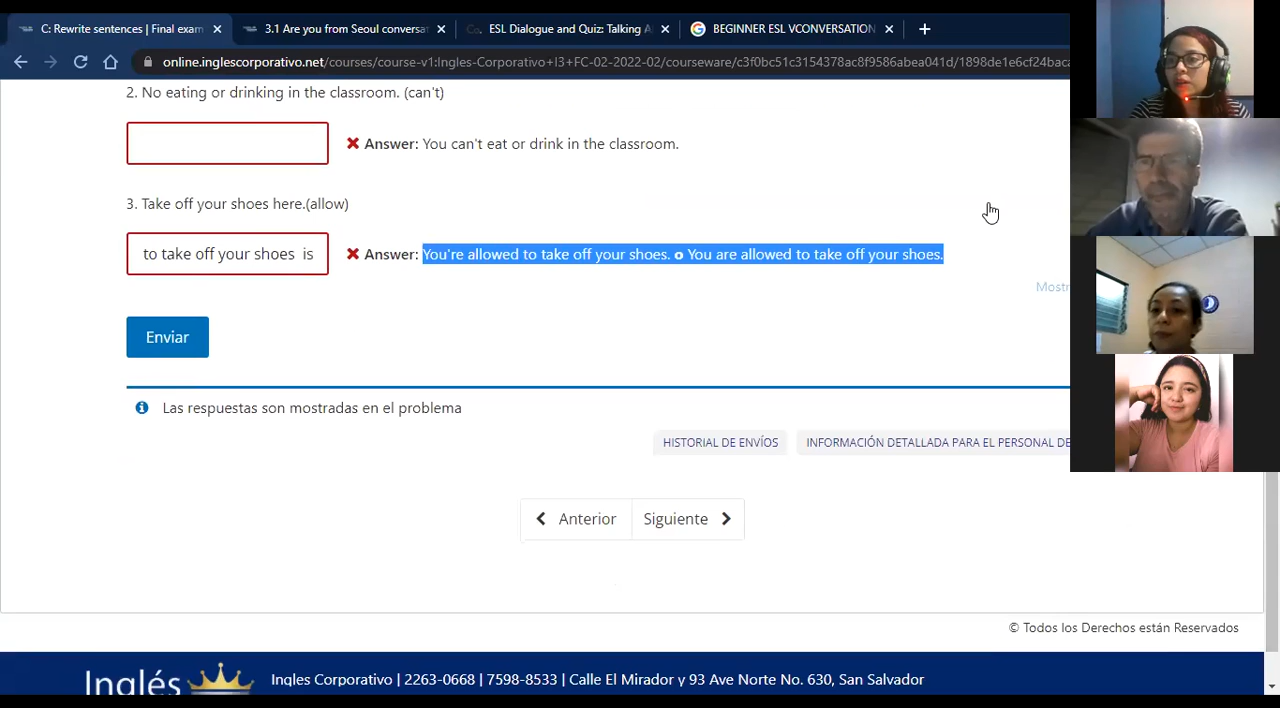 C: Rewrite sentences | Final exam
3.1 Are you from Seoul conversat
ESL Dialogue and Quiz: Talking A
BEGINNER ESL VCONVERSATION
online.inglescorporativo.net/courses/course-v1:Ingles-Corporativo+I3+FC-02-2022-02/courseware/c3f0bc51c3154378ac8f9586abea041d/1898de1e6cf24baca
2. No eating or drinking in the classroom. (can't)
Answer: You can't eat or drink in the classroom.
3. Take off your shoes here.(allow)
to take off your shoes is
Answer: You're allowed to take off your shoes. o You are allowed to take off your shoes.
Mostr
Enviar
Las respuestas son mostradas en el problema
HISTORIAL DE ENVÍOS
INFORMACIÓN DETALLADA PARA EL PERSONAL DE
Anterior
Siguiente
© Todos los Derechos están Reservados
Inglés
Ingles Corporativo | 2263-0668 | 7598-8533 | Calle El Mirador y 93 Ave Norte No. 630, San Salvador